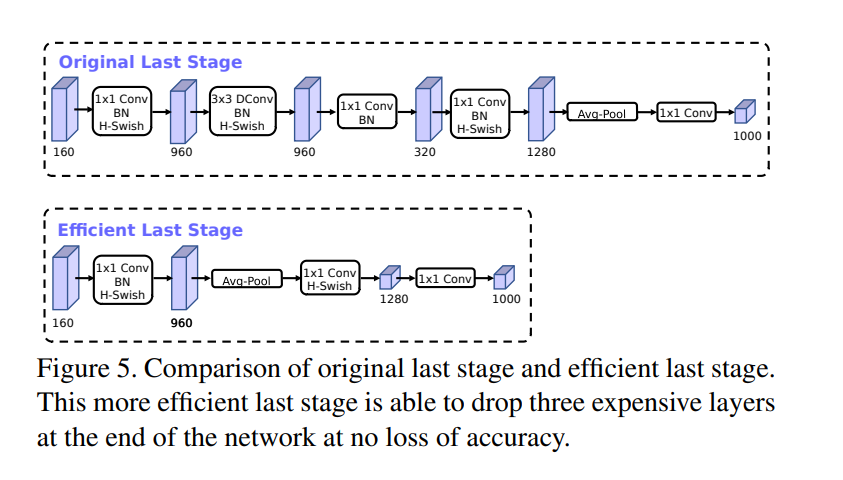 Original Last Stage
1x1 Conv
BN
H-Swish
3x3 DConv
BN
H-Swish
1x1 Conv
BN
1x1 Conv
BN
H-Swish
Avg-Pool
1x1 Conv
160
960
960
320
1280
1000
Efficient Last Stage
1x1 Conv
BN
H-Swish
Avg-Pool
1x1 Conv
H-Swish
1x1 Conv
160
960
1280
1000
Figure 5. Comparison of original last stage and efficient last stage.
This more efficient last stage is able to drop three expensive layers
at the end of the network at no loss of accuracy.